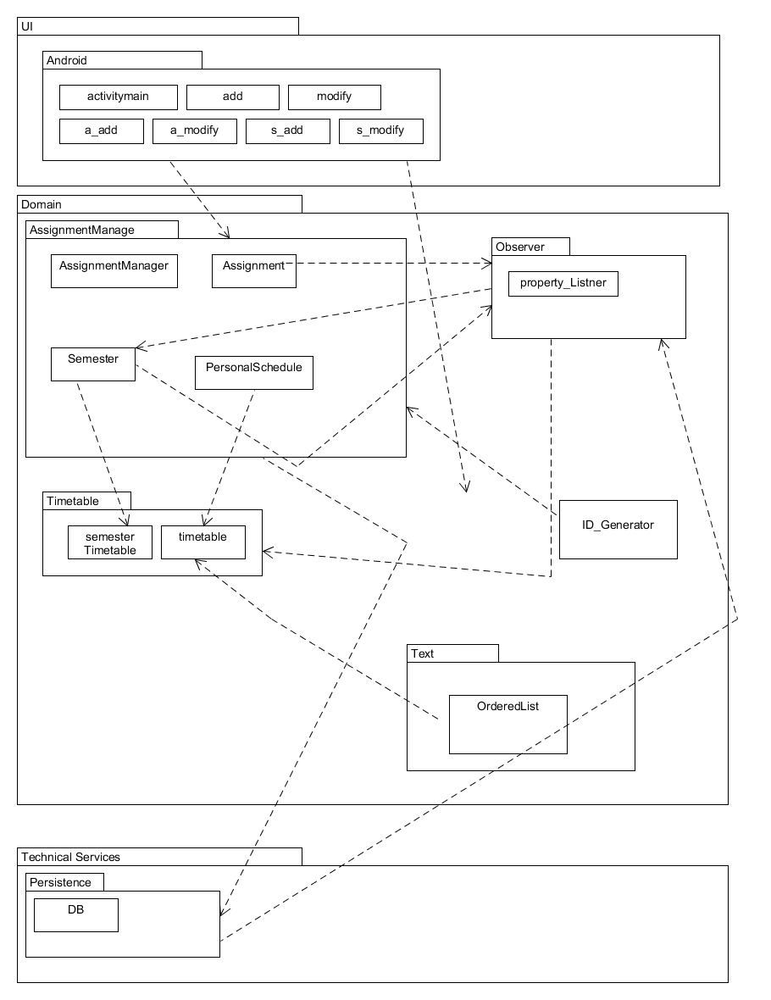 UI
Android
activitymain
add
modify
a_add
a_modify
s_add
s_modify
Domain
AssignmentManage
AssignmentManager
Assignment
Observer
property_Listner
Semester
PersonalSchedule
Timetable
semester
Timetable
timetable
ID_Generator
Text
OrderedList
Technical Services
Persistence
DB